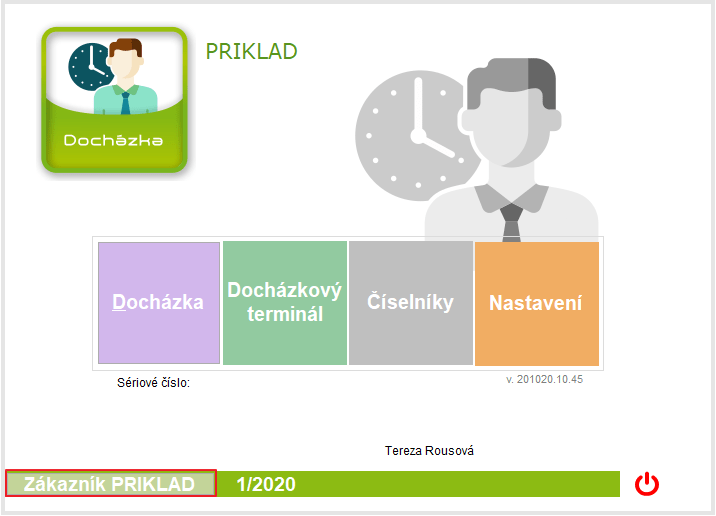 PRIKLAD
Docházka
Docházka
Docházkový
terminál
Číselníky
Nastavení
Sériové číslo:
v. 201020.10.45
Tereza Rousová
Zákazník PRIKLAD
1/2020